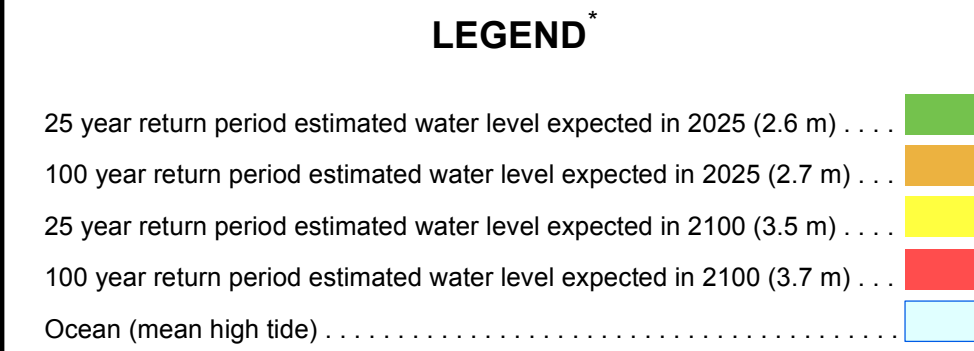 LEGEND*
25 year return period estimated water level expected in 2025 (2.6 m) . . . .
100 year return period estimated water level expected in 2025 (2.7 m) . . .
25 year return period estimated water level expected in 2100 (3.5 m) . . . .
100 year return period estimated water level expected in 2100 (3.7 m) . . .
Ocean (mean high tide) . . . . . . . . . . . . . . . . . . . . . . . . . . . . . . . . . . . . . . . .